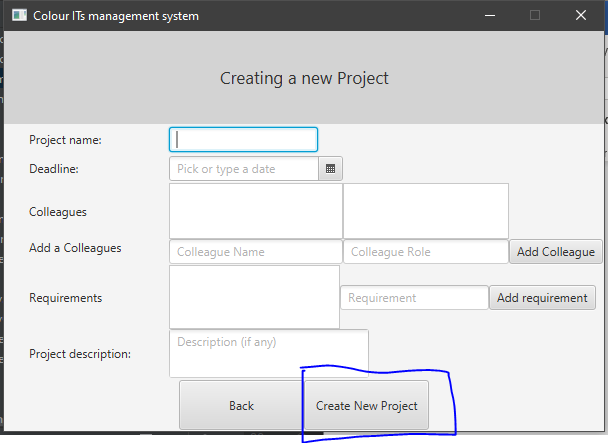 Colour ITs management system
Creating a new Project
Project name:
Deadline: Pick or type a date
Colleagues
Add a Colleagues Colleague Name Colleague Role Add Colleague
Requirements Requirement Add requirement
Project description: Description (if any)
Back Create New Project